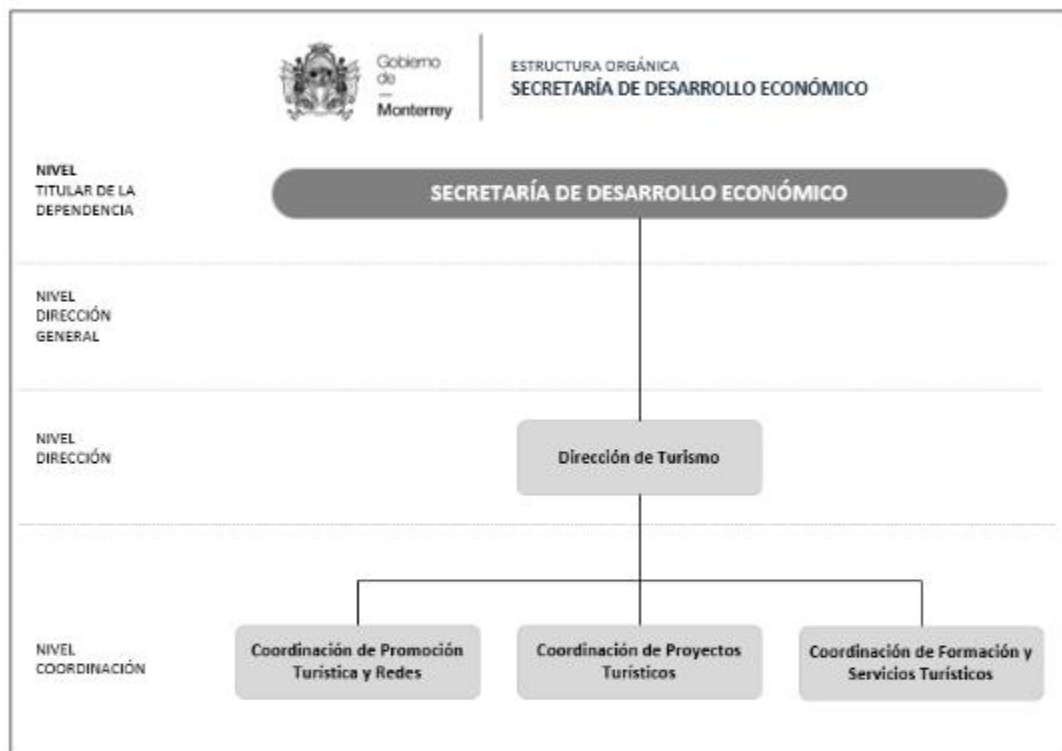 Gobierno
de
—
Monterrey
ESTRUCTURA ORGÁNICA
SECRETARÍA DE DESARROLLO ECONÓMICO
NIVEL
TITULAR DE LA
DEPENDENCIA
SECRETARÍA DE DESARROLLO ECONÓMICO
NIVEL
DIRECCIÓN
GENERAL
NIVEL
DIRECCIÓN
Dirección de Turismo
NIVEL
COORDINACIÓN
Coordinación de Promoción
Turística y Redes
Coordinación de Proyectos
Turísticos
Coordinación de Formación y
Servicios Turísticos